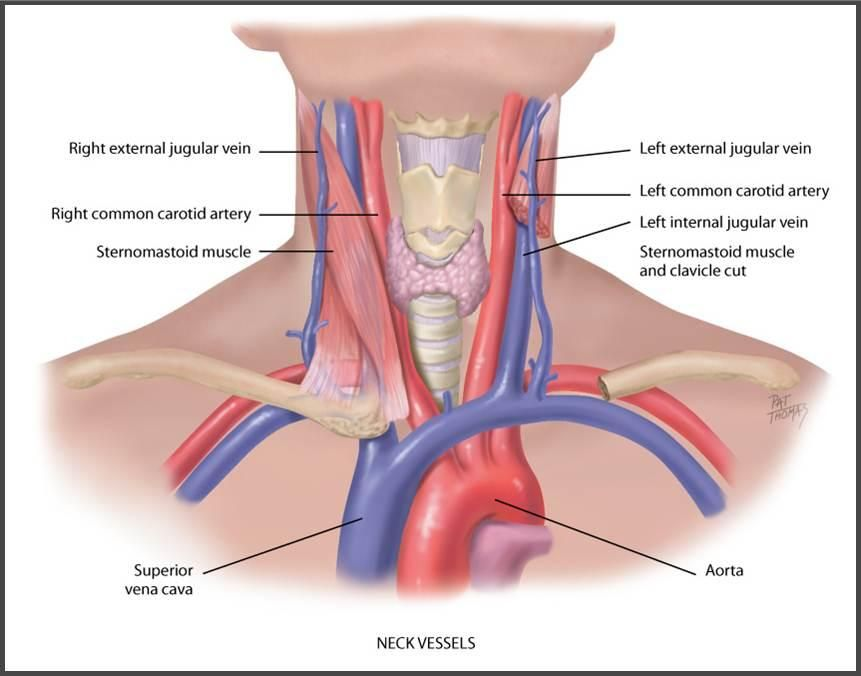 Right external jugular vein
Right common carotid artery
Sternomastoid muscle
Left external jugular vein
Left common carotid artery
Left internal jugular vein
Sternomastoid muscle
and clavicle cut
PAT
THOMAS
Superior
vena cava
Aorta
NECK VESSELS